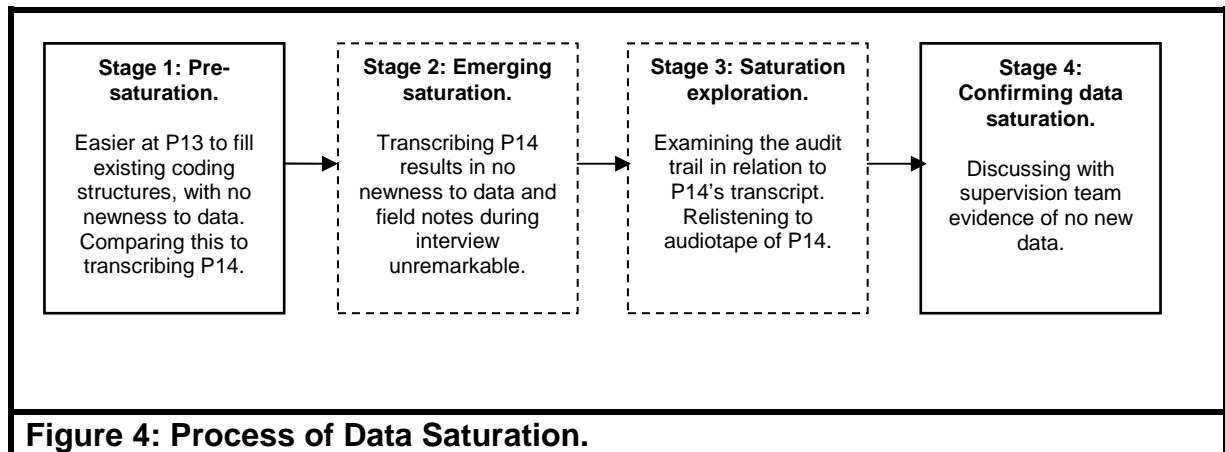 Stage 1: Pre-
saturation.
Easier at P13 to fill
existing coding
structures, with no
newness to data.
Comparing this to
transcribing P14.
Stage 2: Emerging
saturation.
Transcribing P14
results in no
newness to data and
field notes during
interview
unremarkable.
Stage 3: Saturation
exploration.
Examining the audit
trail in relation to
P14’s transcript.
Relistening to
audiotape of P14.
Stage 4:
Confirming data
saturation.
Discussing with
supervision team
evidence of no new
data.
Figure 4: Process of Data Saturation.